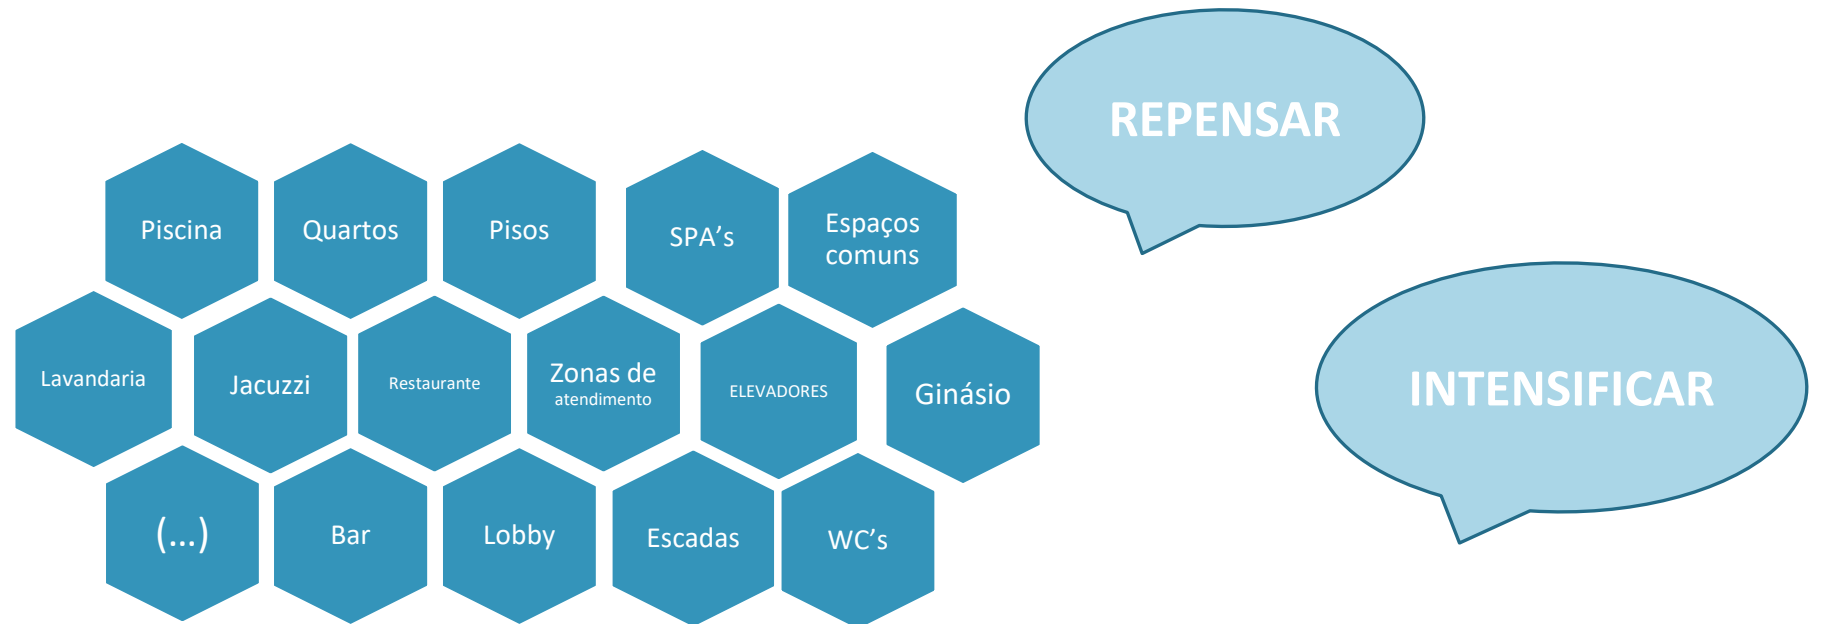 REPENSAR
Piscina
Quartos
Pisos
SPA’s
Espaços
comuns
Lavandaria
Jacuzzi
Restaurante
Zonas de
atendimento
ELEVADORES
Ginásio
INTENSIFICAR
(…)
Bar
Lobby
Escadas
WC’s